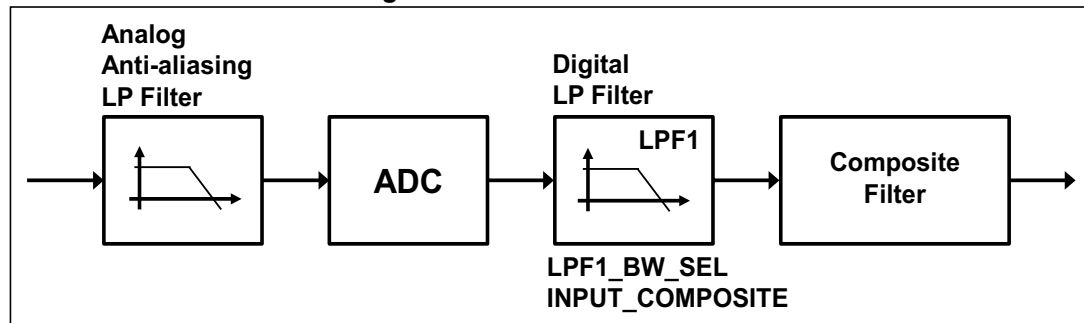 Analog
Anti-aliasing
LP Filter
ADC
Digital
LP Filter
LPF1
LPF1_BW_SEL
INPUT_COMPOSITE
Composite
Filter